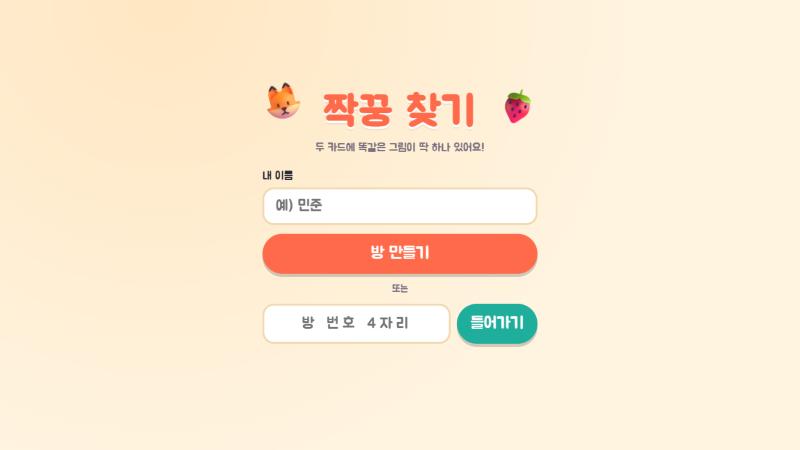 짝꿍 찾기
두 카드에 똑같은 그림이 딱 하나 있어요!
내 이름
예) 민준
방 만들기
또는
방 번호 4자리
들어가기